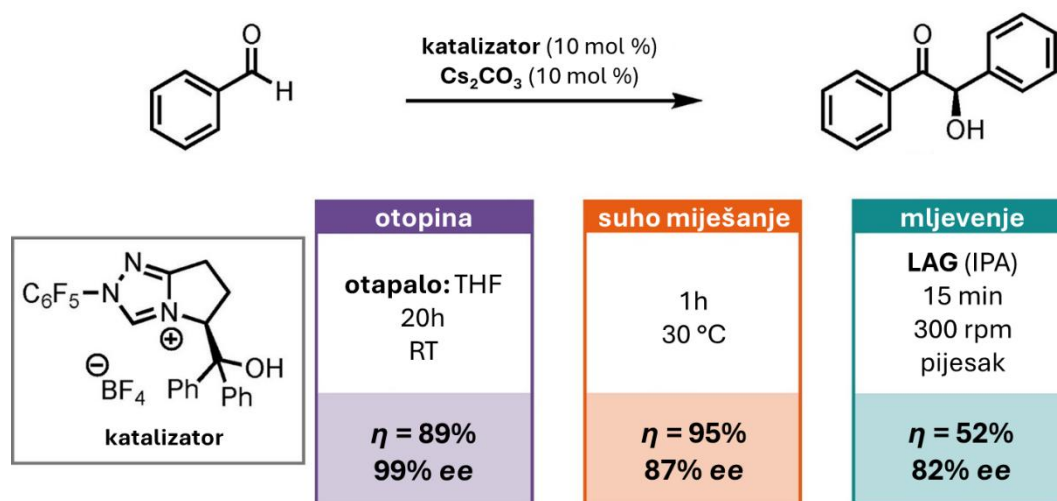 O
H
katalizator (10 mol %)
Cs₂CO₃ (10 mol %)
O
OH
otopina
suho miješanje
mljevenje
N
C₆F₅ N
N
⊕
⊖
BF₄
OH
Ph Ph
katalizator
otapalo: THF
20h
RT
η = 89%
99% ee
1h
30 °C
η = 95%
87% ee
LAG (IPA)
15 min
300 rpm
pijesak
η = 52%
82% ee